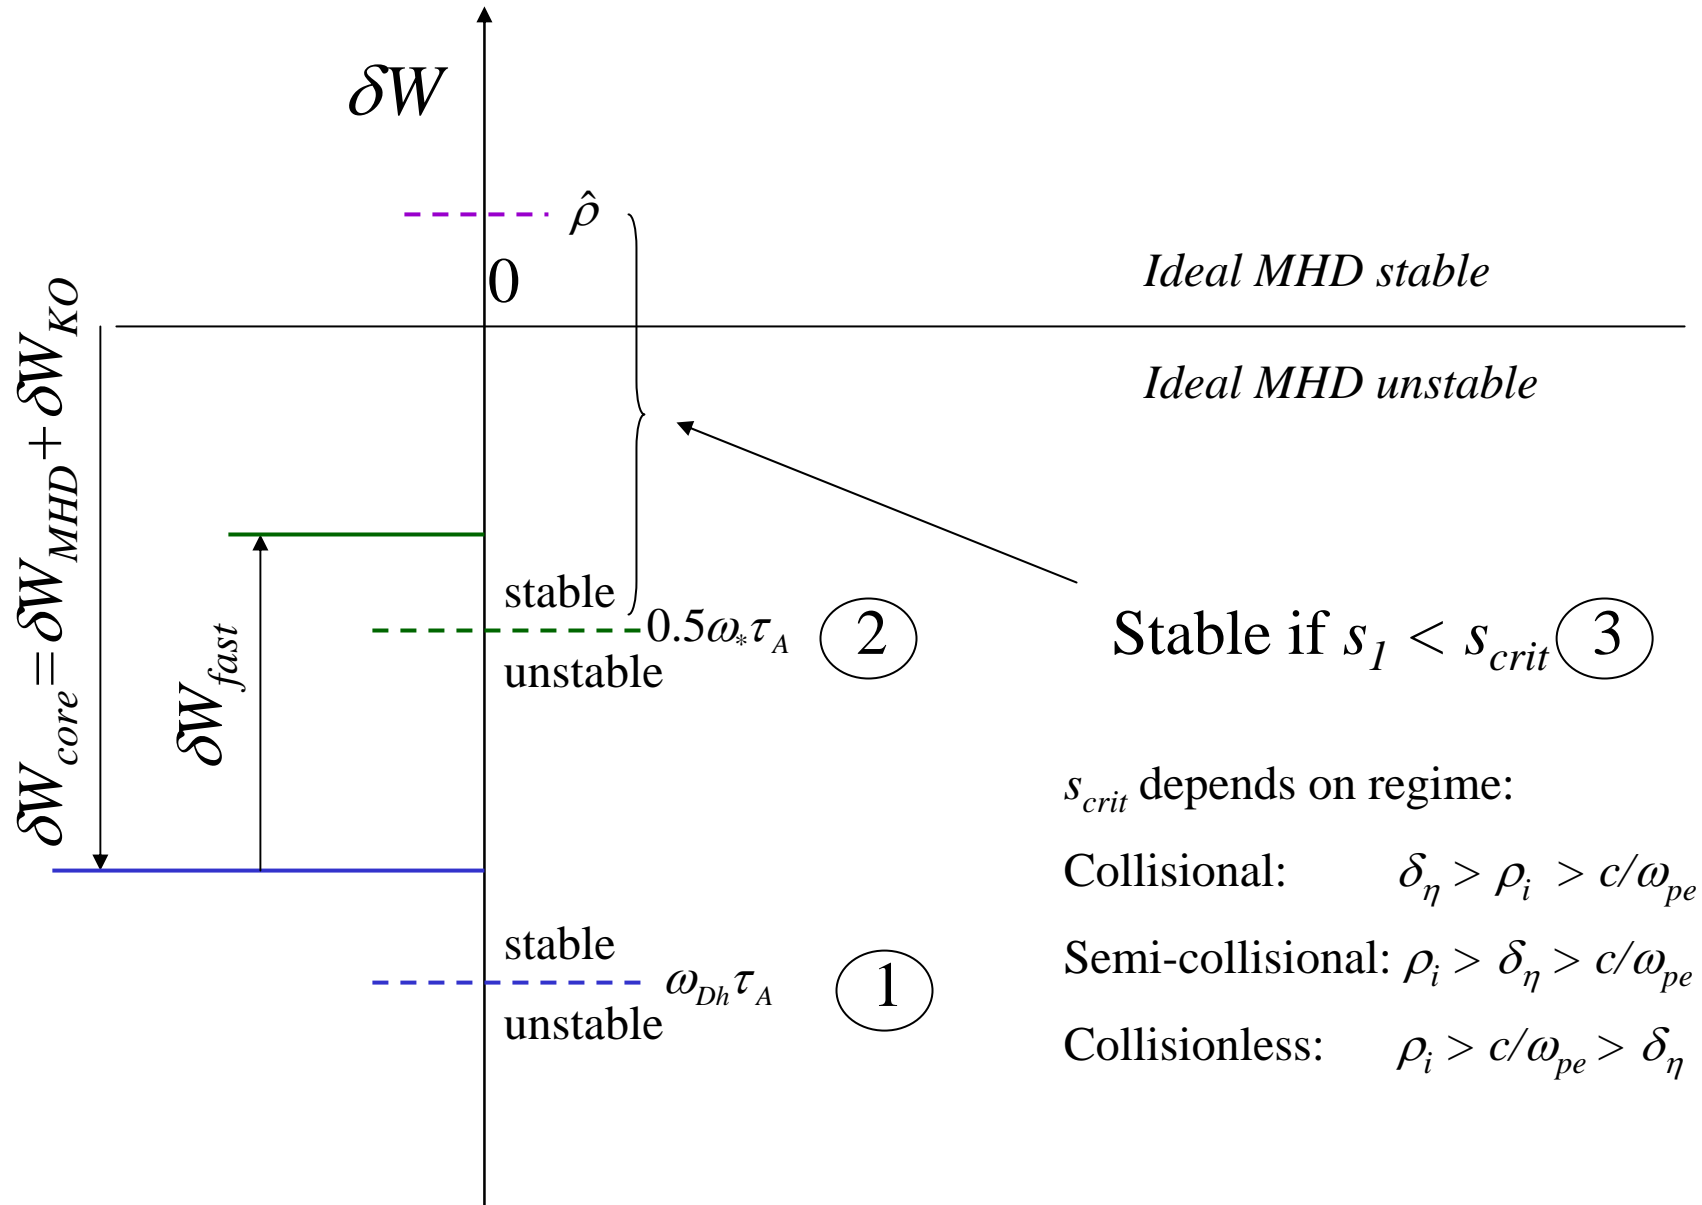 δW
ρ̂
0
Ideal MHD stable
Ideal MHD unstable
δW_core=δW_MHD+δW_KO
δW_fast
stable
0.5ω_*τ_A
2
unstable
Stable if s_1 < s_crit
3
s_crit depends on regime:
Collisional: δ_η > ρ_i > c/ω_pe
Semi-collisional: ρ_i > δ_η > c/ω_pe
Collisionless: ρ_i > c/ω_pe > δ_η
stable
ω_Dhτ_A
1
unstable